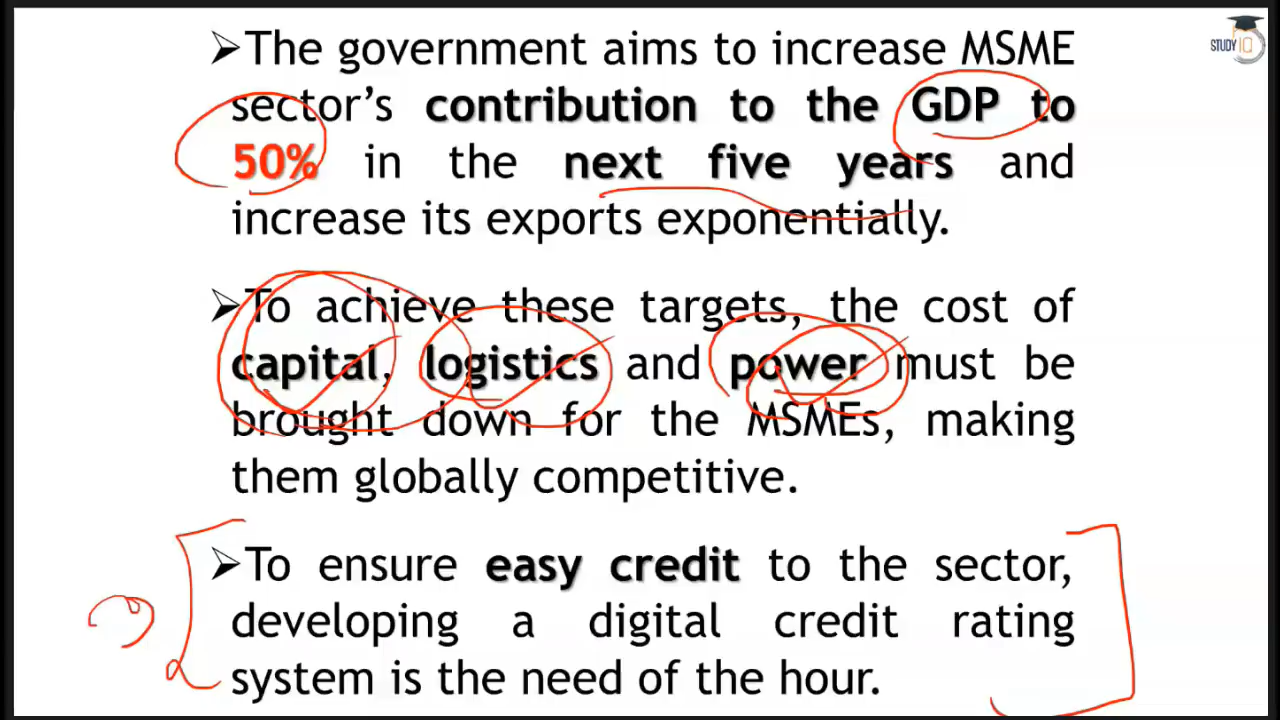 ➤The government aims to increase MSME
sector’s contribution to the GDP to
50% in the next five years and
increase its exports exponentially.
➤To achieve these targets, the cost of
capital, logistics and power must be
brought down for the MSMEs, making
them globally competitive.
➤To ensure easy credit to the sector,
developing a digital credit rating
system is the need of the hour.
STUDY IQ